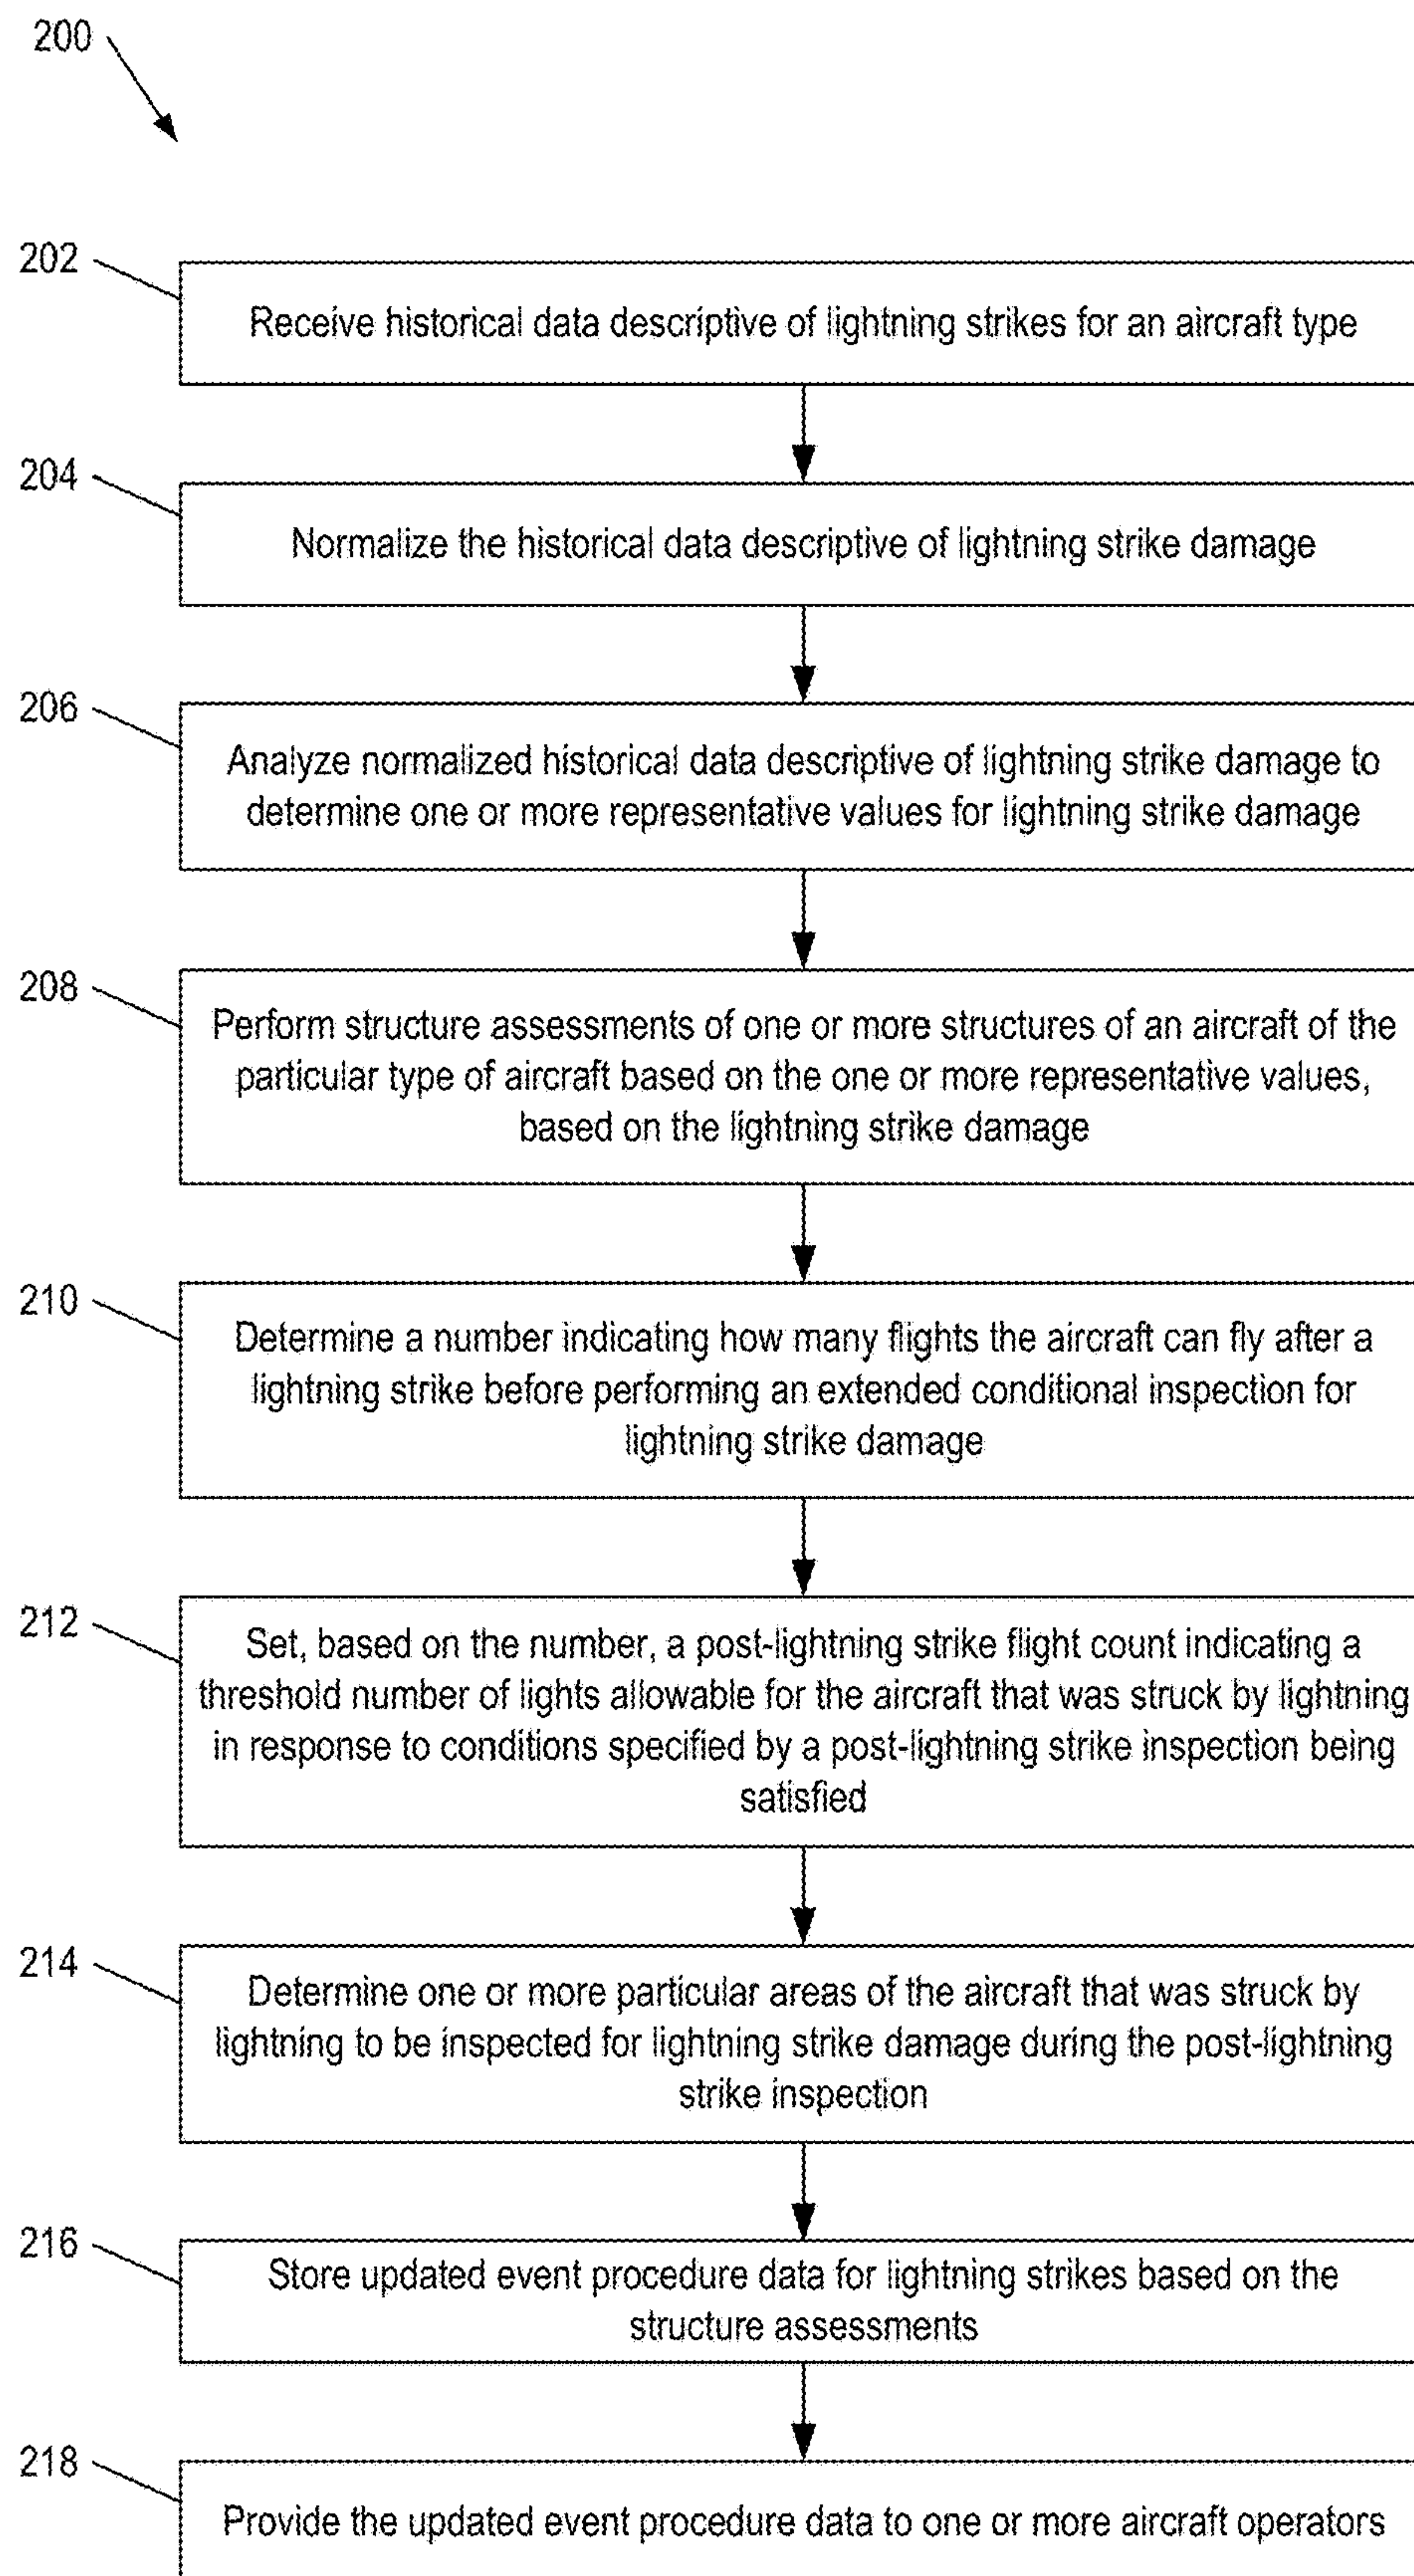 200
202
Receive historical data descriptive of lightning strikes for an aircraft type
204
Normalize the historical data descriptive of lightning strike damage
206
Analyze normalized historical data descriptive of lightning strike damage to
determine one or more representative values for lightning strike damage
208
Perform structure assessments of one or more structures of an aircraft of the
particular type of aircraft based on the one or more representative values,
based on the lightning strike damage
210
Determine a number indicating how many flights the aircraft can fly after a
lightning strike before performing an extended conditional inspection for
lightning strike damage
212
Set, based on the number, a post-lightning strike flight count indicating a
threshold number of lights allowable for the aircraft that was struck by lightning
in response to conditions specified by a post-lightning strike inspection being
satisfied
214
Determine one or more particular areas of the aircraft that was struck by
lightning to be inspected for lightning strike damage during the post-lightning
strike inspection
216
Store updated event procedure data for lightning strikes based on the
structure assessments
218
Provide the updated event procedure data to one or more aircraft operators